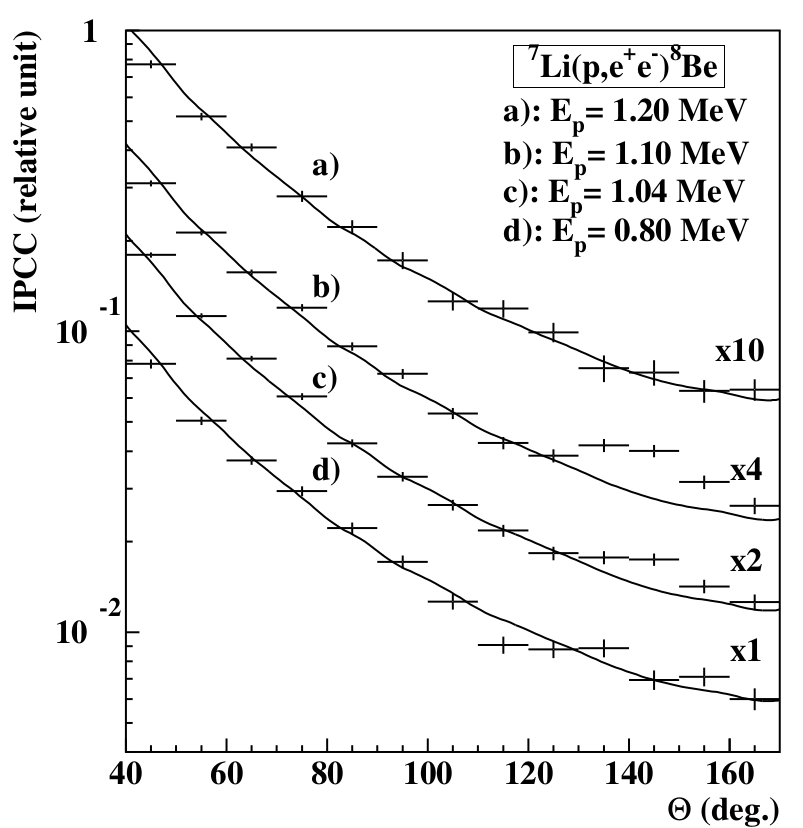 1
IPCC (relative unit)
⁷Li(p,e⁺e⁻)⁸Be
a): Eₚ= 1.20 MeV
b): Eₚ= 1.10 MeV
c): Eₚ= 1.04 MeV
d): Eₚ= 0.80 MeV
a)
b)
10⁻¹
x10
c)
d)
x4
x2
10⁻²
x1
40 60 80 100 120 140 160
Θ (deg.)